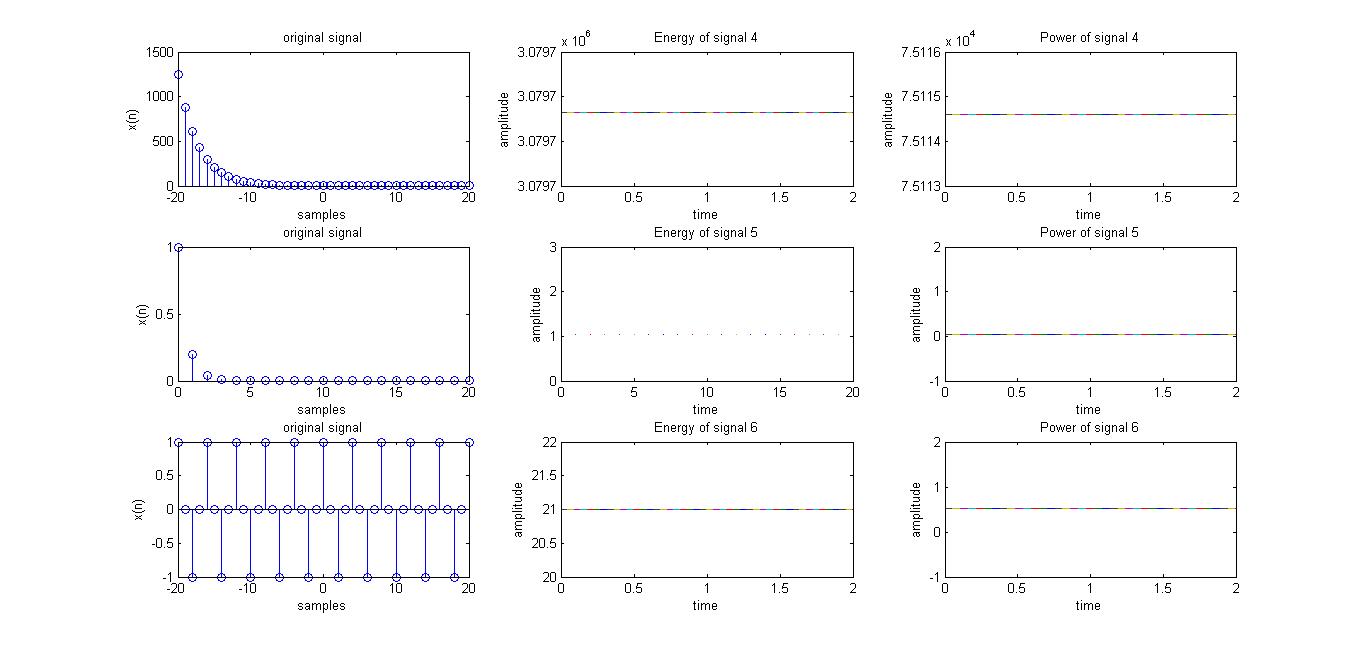 original signal
Energy of signal 4
Power of signal 4
x 10^6
x 10^4
1500
1000
500
0
x(n)
-20 -10 0 10 20
samples
3.0797
3.0797
3.0797
3.0797
amplitude
0 0.5 1 1.5 2
time
7.5116
7.5115
7.5114
7.5113
amplitude
0 0.5 1 1.5 2
time
original signal
Energy of signal 5
Power of signal 5
1
0.5
0
x(n)
0 5 10 15 20
samples
3
2
1
0
amplitude
0 5 10 15 20
time
2
1
0
-1
amplitude
0 0.5 1 1.5 2
time
original signal
Energy of signal 6
Power of signal 6
1
0.5
0
-0.5
-1
x(n)
-20 -10 0 10 20
samples
22
21.5
21
20.5
20
amplitude
0 0.5 1 1.5 2
time
2
1
0
-1
amplitude
0 0.5 1 1.5 2
time